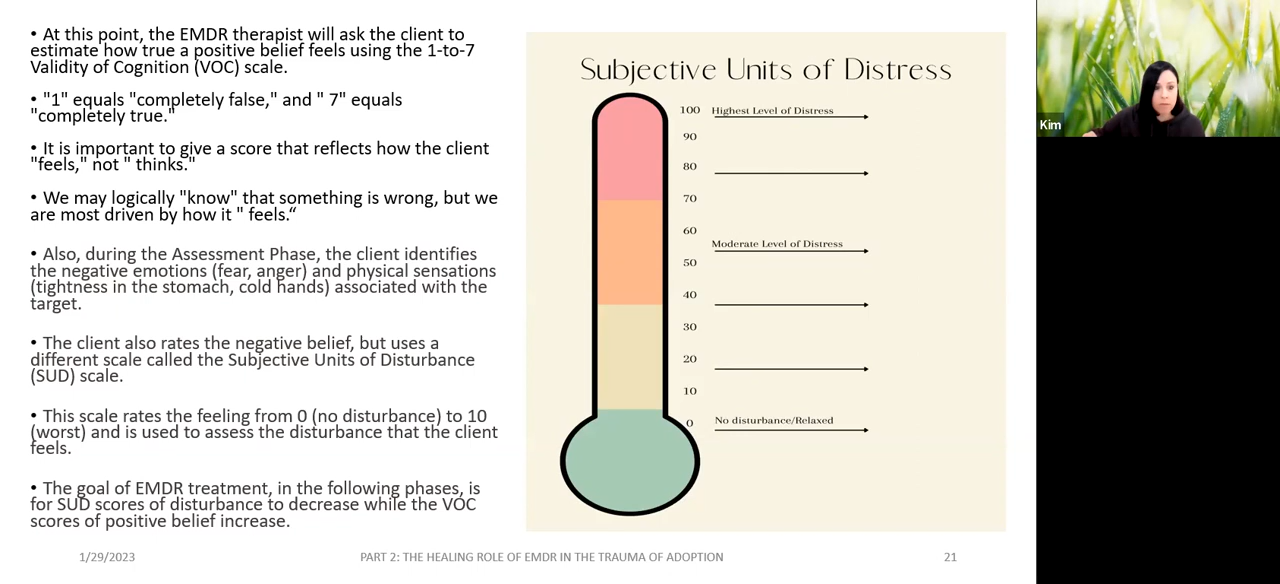 • At this point, the EMDR therapist will ask the client to
estimate how true a positive belief feels using the 1-to-7
Validity of Cognition (VOC) scale.
• "1" equals "completely false," and " 7" equals
"completely true."
• It is important to give a score that reflects how the client
"feels," not " thinks."
• We may logically "know" that something is wrong, but we
are most driven by how it " feels.“
• Also, during the Assessment Phase, the client identifies
the negative emotions (fear, anger) and physical sensations
(tightness in the stomach, cold hands) associated with the
target.
• The client also rates the negative belief, but uses a
different scale called the Subjective Units of Disturbance
(SUD) scale.
• This scale rates the feeling from 0 (no disturbance) to 10
(worst) and is used to assess the disturbance that the client
feels.
• The goal of EMDR treatment, in the following phases, is
for SUD scores of disturbance to decrease while the VOC
scores of positive belief increase.
Subjective Units of Distress
100 Highest Level of Distress
90
80
70
60
Moderate Level of Distress
50
40
30
20
10
0 No disturbance/Relaxed
Kim
1/29/2023 PART 2: THE HEALING ROLE OF EMDR IN THE TRAUMA OF ADOPTION 21